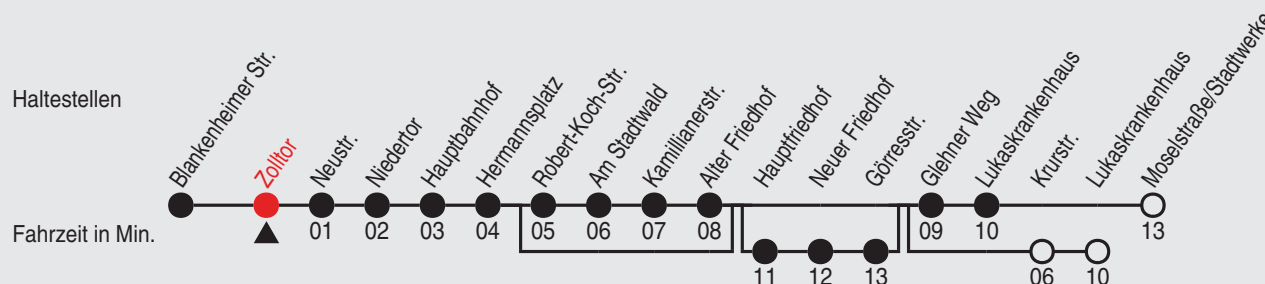 Haltestellen
Blankenheimer Str.
Zolltor
Neustr.
Niedertor
Hauptbahnhof
Hermannsplatz
Robert-Koch-Str.
Am Stadtwald
Kamillianerstr.
Alter Friedhof
Hauptfriedhof
Neuer Friedhof
Görresstr.
Glehner Weg
Lukaskrankenhaus
Krurstr.
Lukaskrankenhaus
Moselstraße/Stadtwerke
Fahrzeit in Min.
01 02 03 04 05 06 07 08 09 10 13
11 12 13 06 10